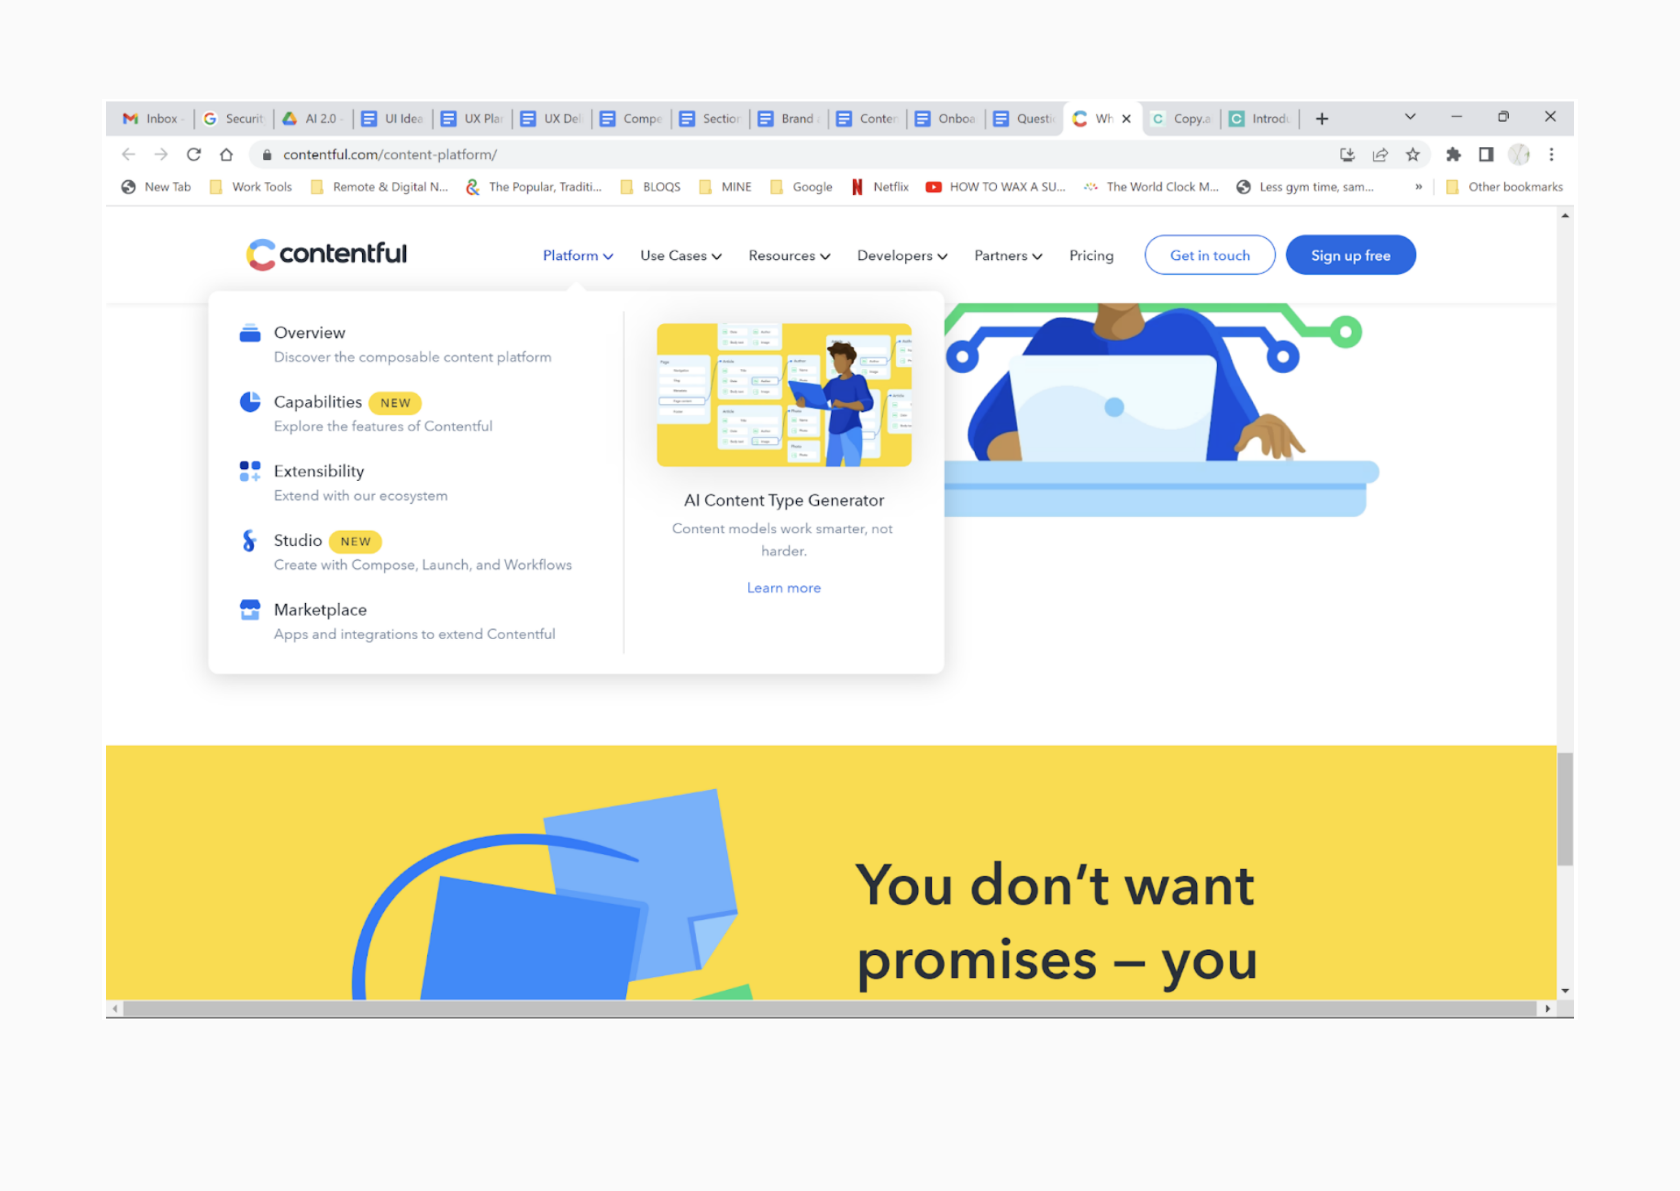 Inbox
Securit
AI 2.0
UI Idea
UX Plan
UX Del
Compe
Section
Brand
Conten
Onboa
Questio
Wh
Copy.a
Introdu
contentful.com/content-platform/
New Tab
Work Tools
Remote & Digital N...
The Popular, Traditi...
BLOQS
MINE
Google
Netflix
HOW TO WAX A SU...
The World Clock M...
Less gym time, sam...
»
Other bookmarks
contentful
Platform
Use Cases
Resources
Developers
Partners
Pricing
Get in touch
Sign up free
Overview
Discover the composable content platform
Capabilities NEW
Explore the features of Contentful
Extensibility
Extend with our ecosystem
Studio NEW
Create with Compose, Launch, and Workflows
Marketplace
Apps and integrations to extend Contentful
AI Content Type Generator
Content models work smarter, not
harder.
Learn more
You don’t want
promises – you